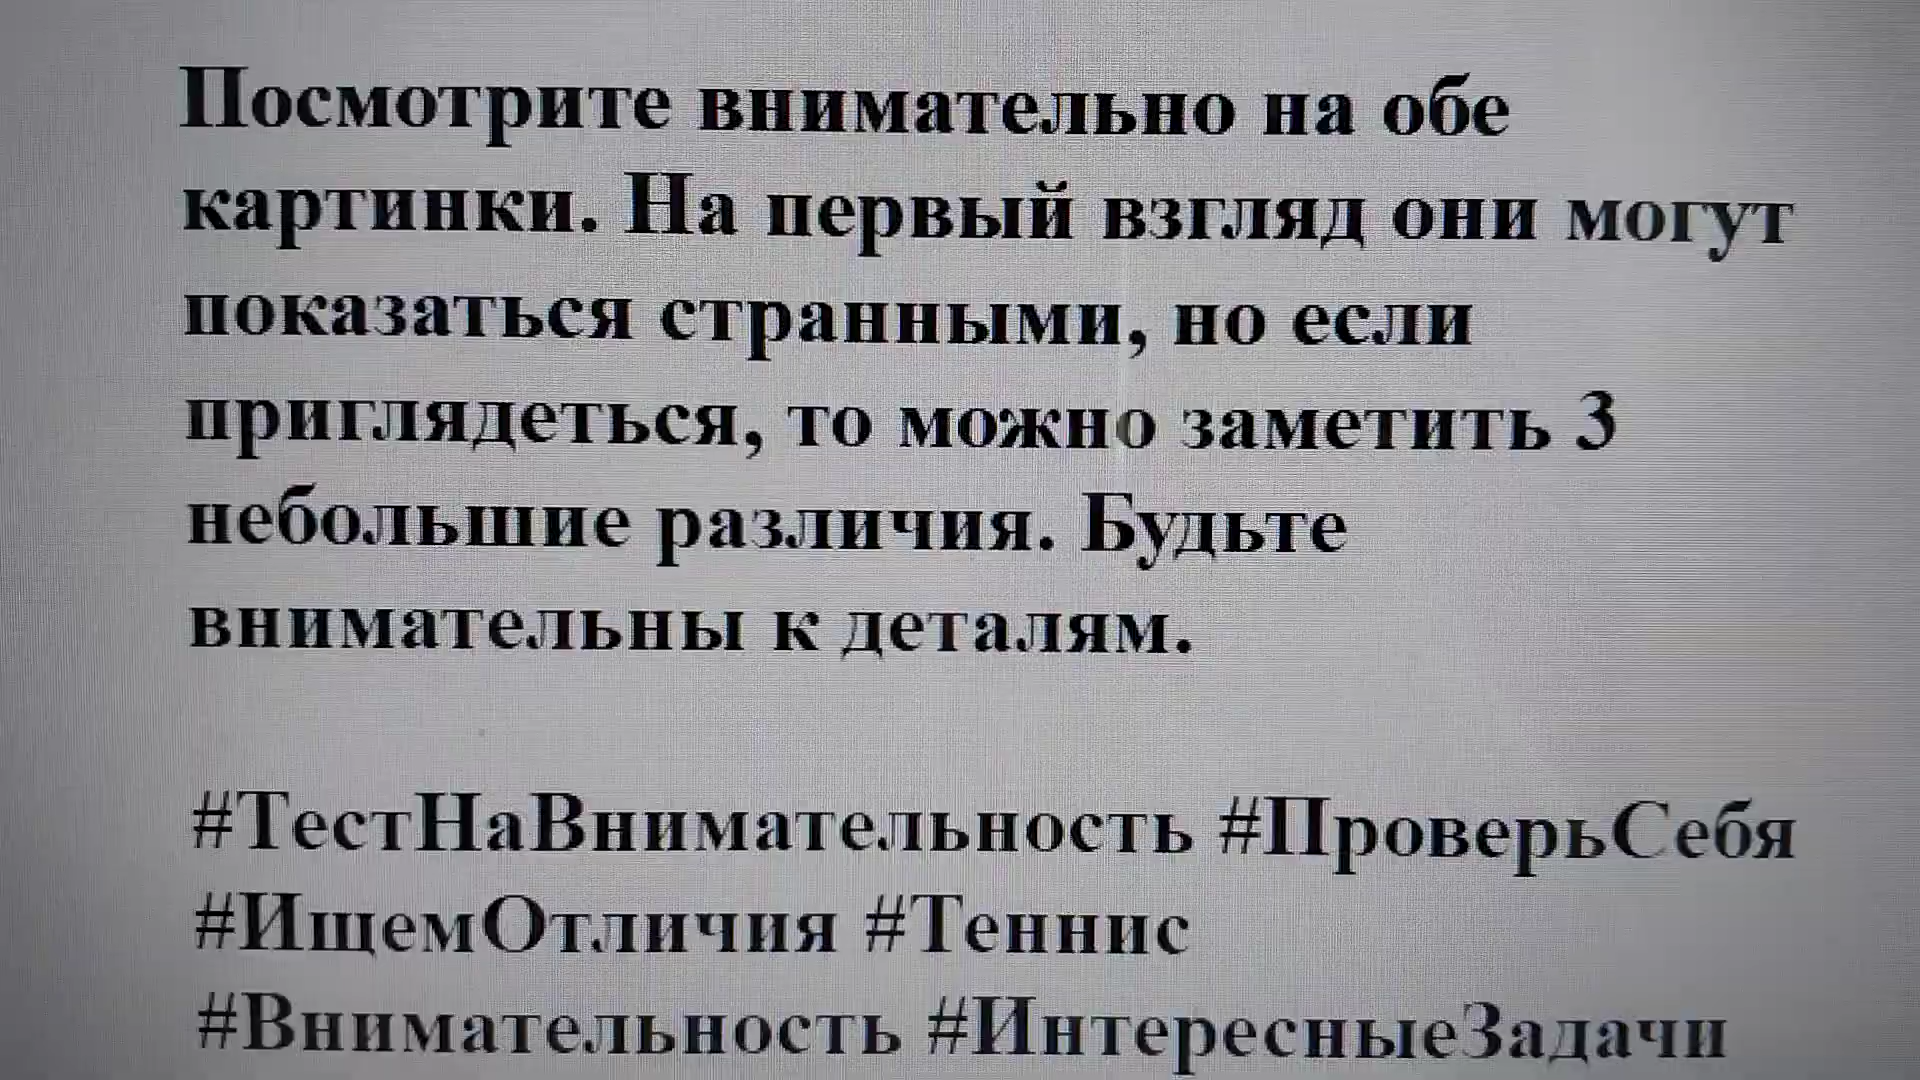 Посмотрите внимательно на обе
картинки. На первый взгляд они могут
показаться странными, но если
приглядеться, то можно заметить 3
небольшие различия. Будьте
внимательны к деталям.
#ТестНаВнимательность #ПроверьСебя
#ИщемОтличия #Теннис
#Внимательность #ИнтересныеЗадачи